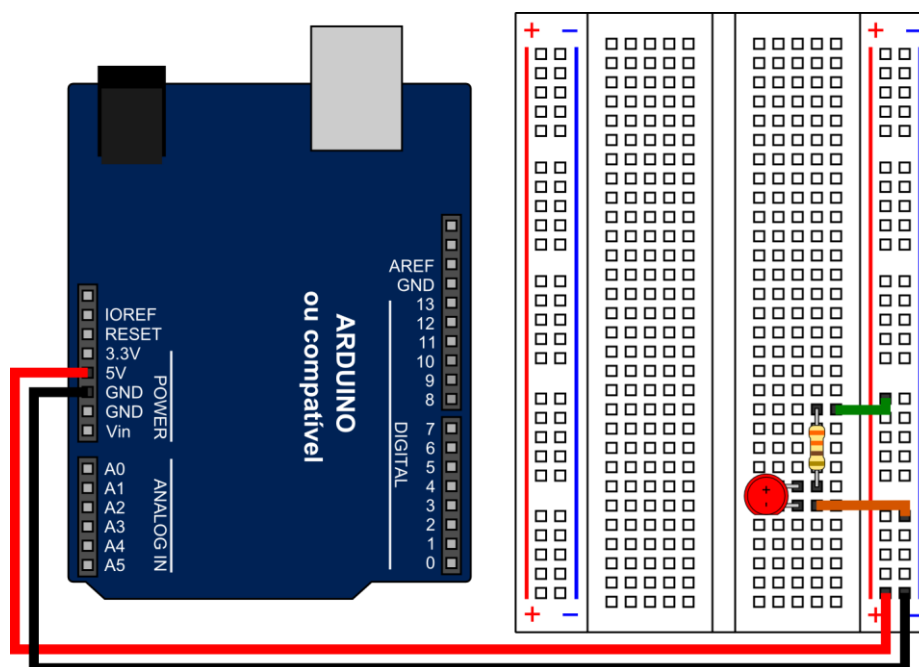 + − + −
AREF
GND
13
12
11
10
9
8
7
6
5
4
3
2
1
0
DIGITAL
ARDUINO
ou compatível
IOREF
RESET
3.3V
5V
GND
GND
Vin
POWER
A0
A1
A2
A3
A4
A5
ANALOG IN
+
-
+ − + −